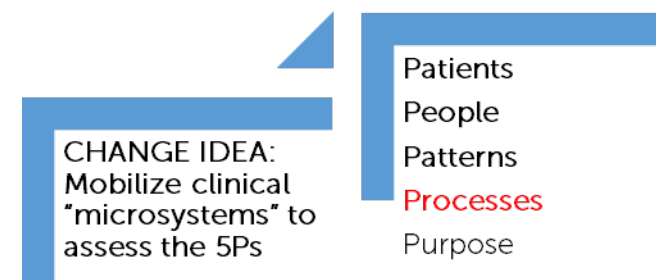 CHANGE IDEA:
Mobilize clinical
"microsystems" to
assess the 5Ps
Patients
People
Patterns
Processes
Purpose